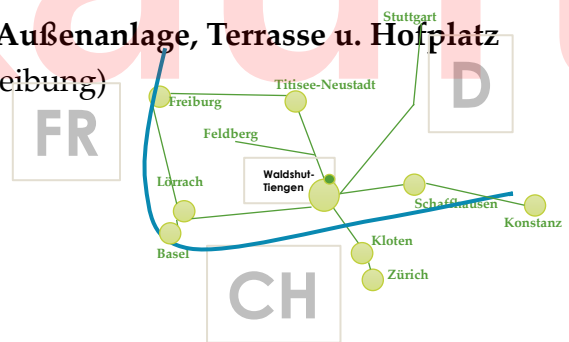 Stuttgart
Außenanlage, Terrasse u. Hofplatz
eibung)
Titisee-Neustadt
D
Freiburg
FR
Feldberg
Waldshut-
Tiengen
Lörrach
Schaffhausen
Konstanz
Kloten
Basel
Zürich
CH